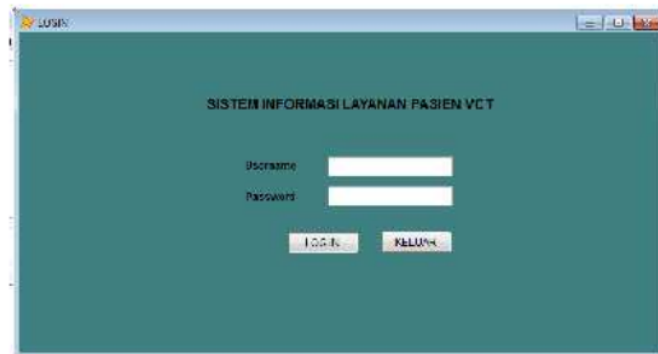 LOGIN
SISTEM INFORMASI LAYANAN PASIEN VCT
Username
Password
LOGIN KELUAR